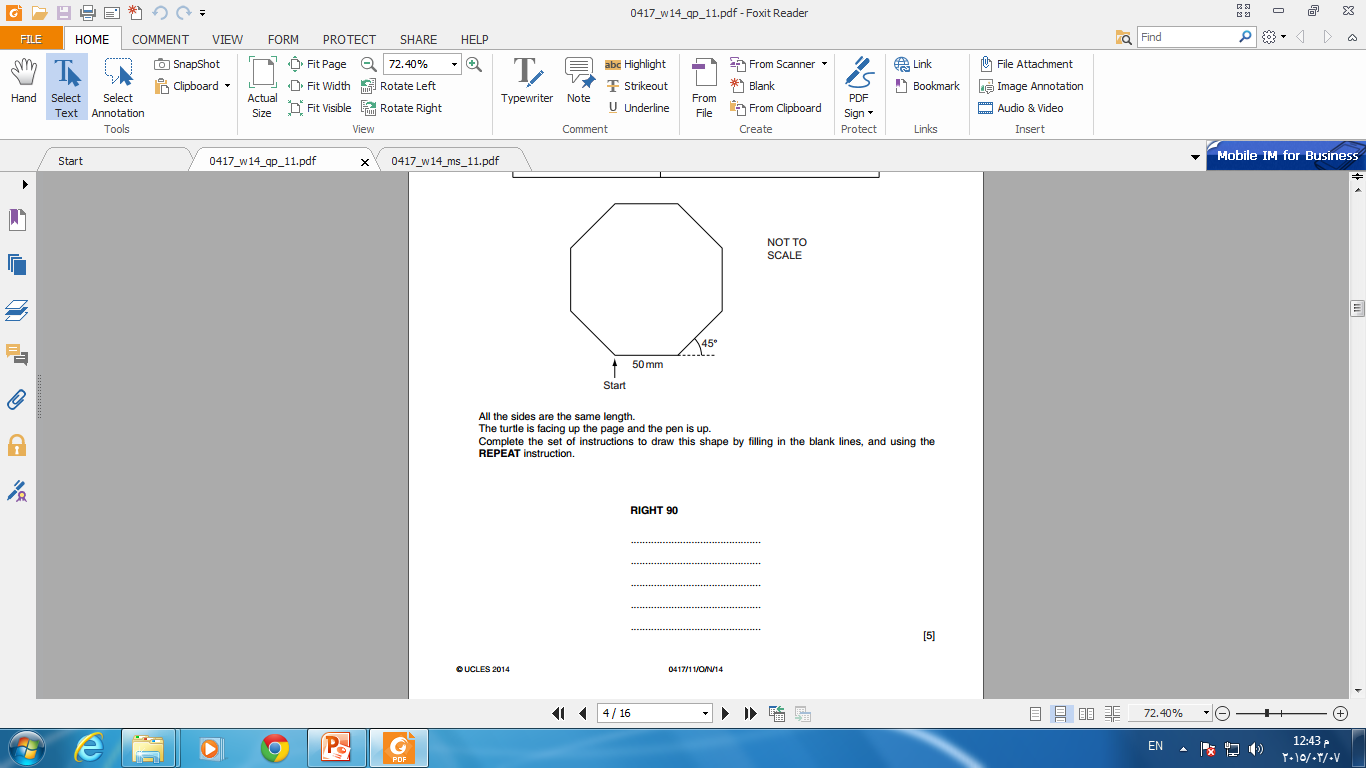 0417_w14_qp_11.pdf - Foxit Reader
FILE HOME COMMENT VIEW FORM PROTECT SHARE HELP Find
Hand
Select Text
Select Annotation
SnapShot
Clipboard
Tools
Actual Size
Fit Page
Fit Width
Fit Visible
72.40%
Rotate Left
Rotate Right
View
Typewriter
Note
abc Highlight
Strikeout
Underline
Comment
From File
From Scanner
Blank
From Clipboard
Create
PDF Sign
Protect
Link
Bookmark
Links
File Attachment
Image Annotation
Audio & Video
Insert
Start 0417_w14_qp_11.pdf 0417_w14_ms_11.pdf Mobile IM for Business
NOT TO
SCALE
45°
50 mm
Start
All the sides are the same length.
The turtle is facing up the page and the pen is up.
Complete the set of instructions to draw this shape by filling in the blank lines, and using the
REPEAT instruction.
RIGHT 90
.............................................
.............................................
.............................................
.............................................
.............................................
[5]
© UCLES 2014 0417/11/O/N/14
4 / 16 72.40%
PDF
EN 12:43 م
٢٠١٥/٠٣/٠٧